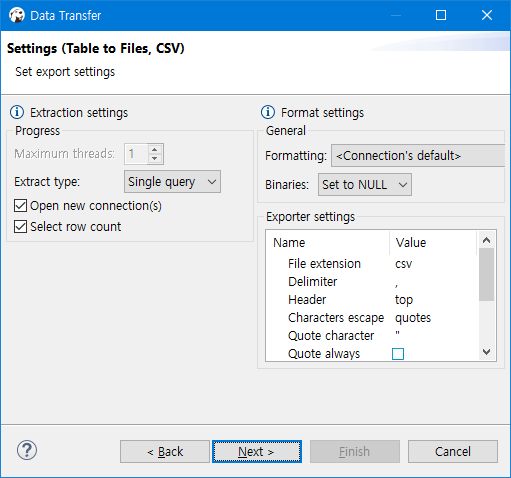 Data Transfer
Settings (Table to Files, CSV)
Set export settings
Extraction settings
Progress
Maximum threads: 1
Extract type: Single query
Open new connection(s)
Select row count
Format settings
General
Formatting: <Connection's default>
Binaries: Set to NULL
Exporter settings
Name Value
File extension csv
Delimiter ,
Header top
Characters escape quotes
Quote character "
Quote always
? < Back Next > Finish Cancel